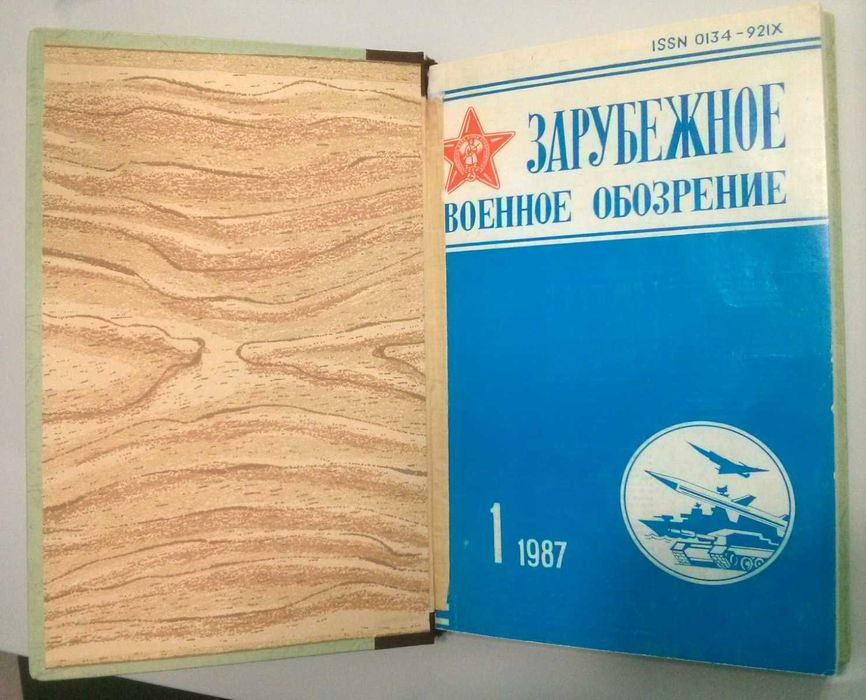 ISSN 0134-921X
ЗАРУБЕЖНОЕ
ВОЕННОЕ ОБОЗРЕНИЕ
1 1987